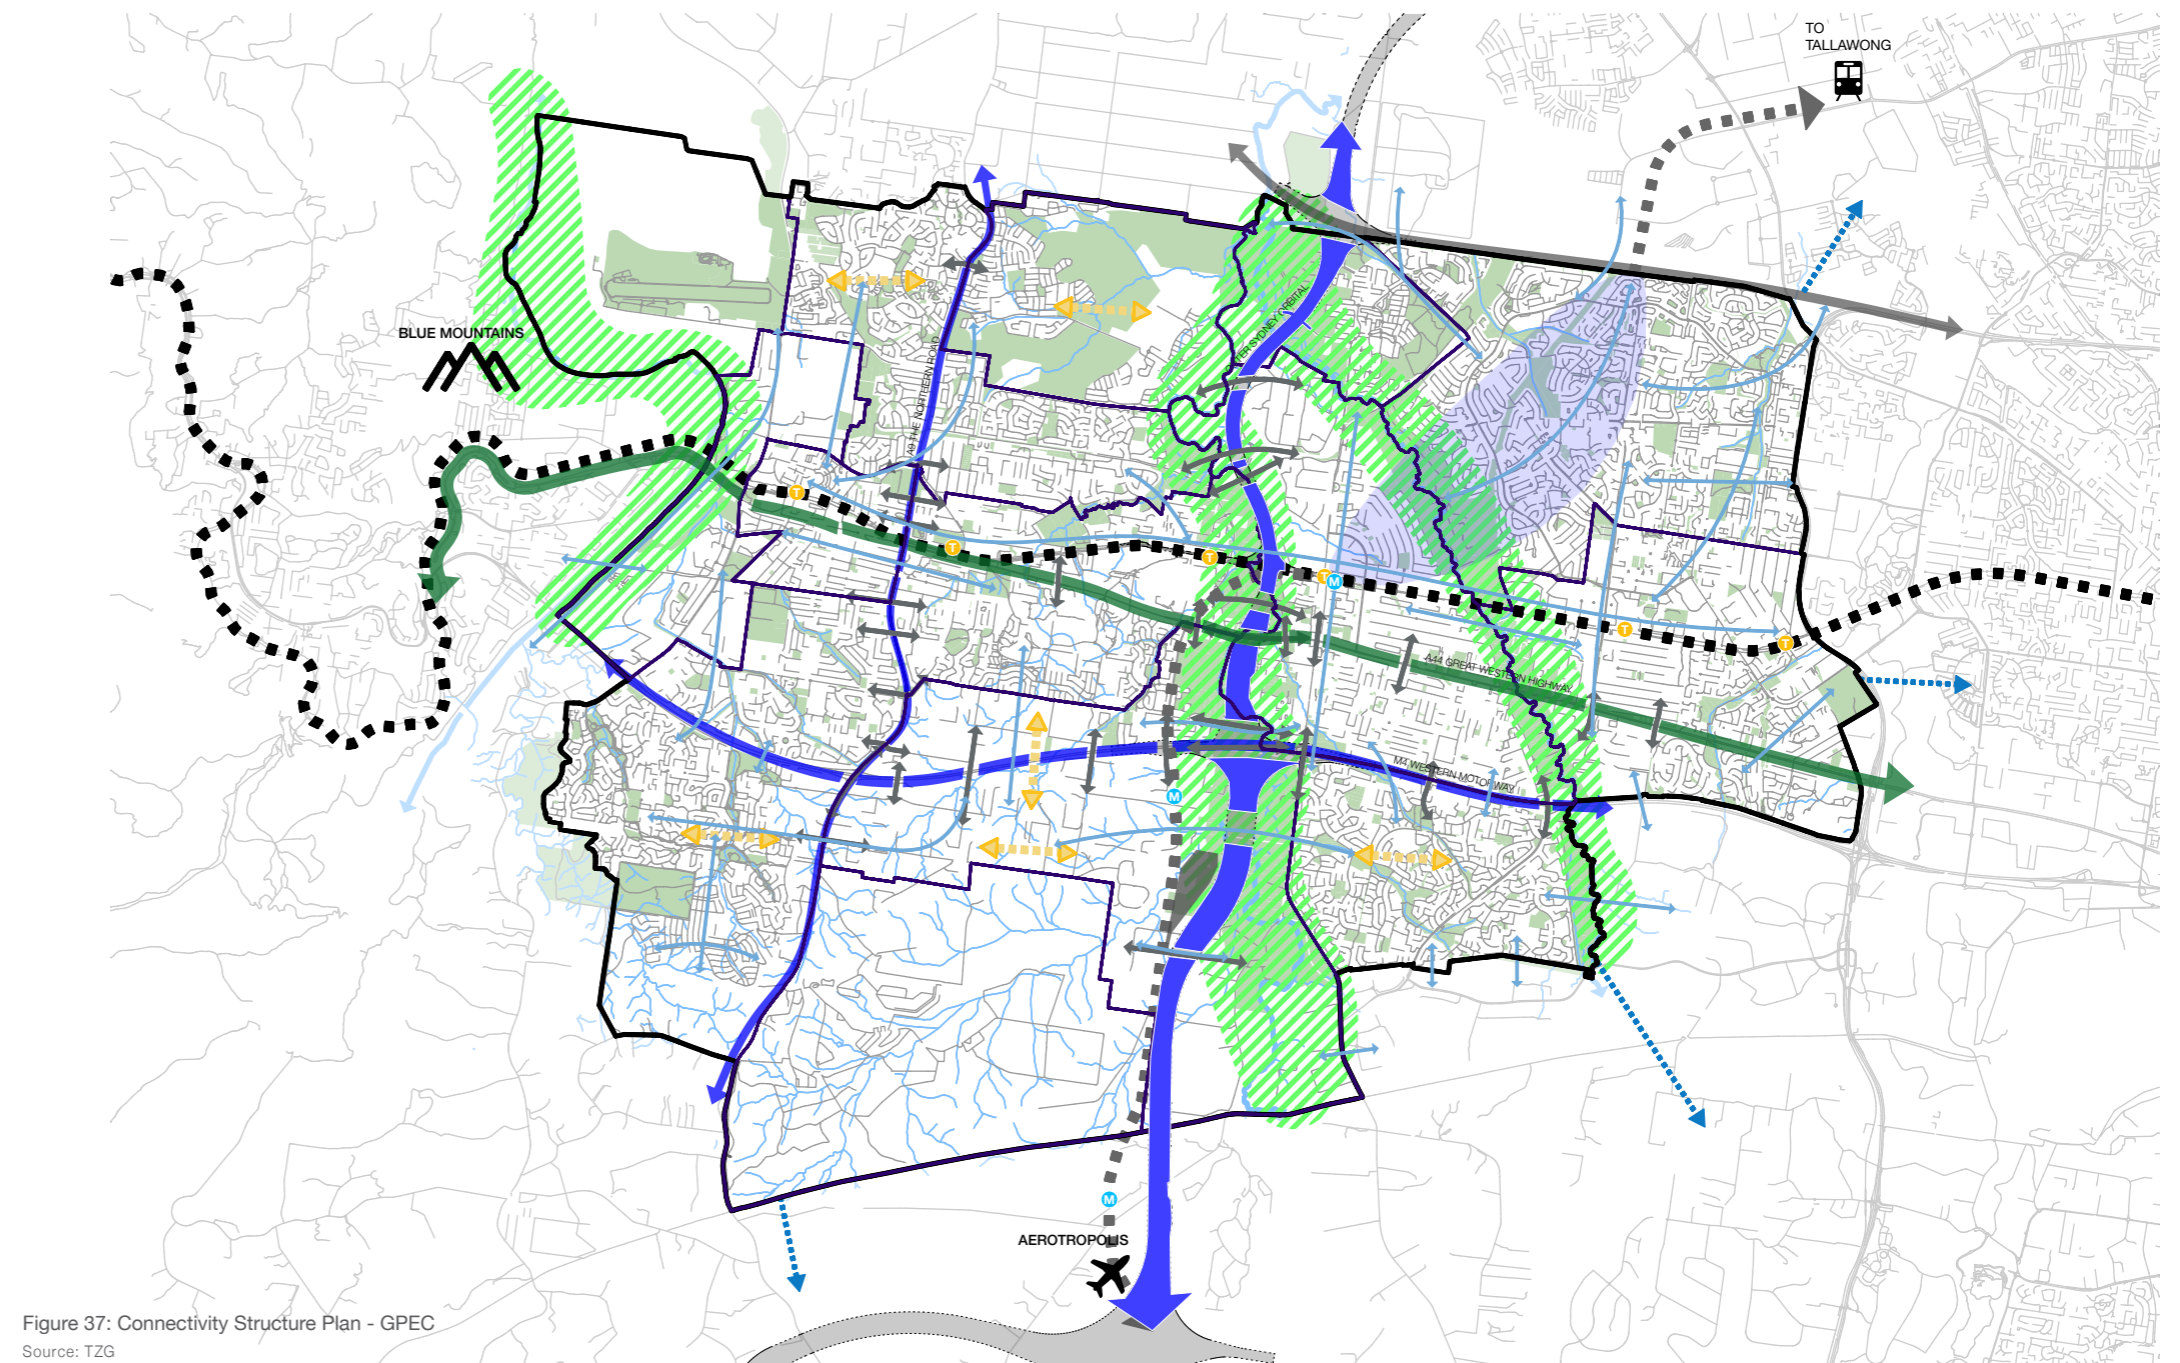 TO
TALLAWONG
BLUE MOUNTAINS
OUTER SYDNEY ORBITAL
A9 THE NORTHERN ROAD
T
T
T
T
M
T
T
A44 GREAT WESTERN HIGHWAY
M4 WESTERN MOTORWAY
M
M
AEROTROPOLIS
Figure 37: Connectivity Structure Plan - GPEC
Source: TZG